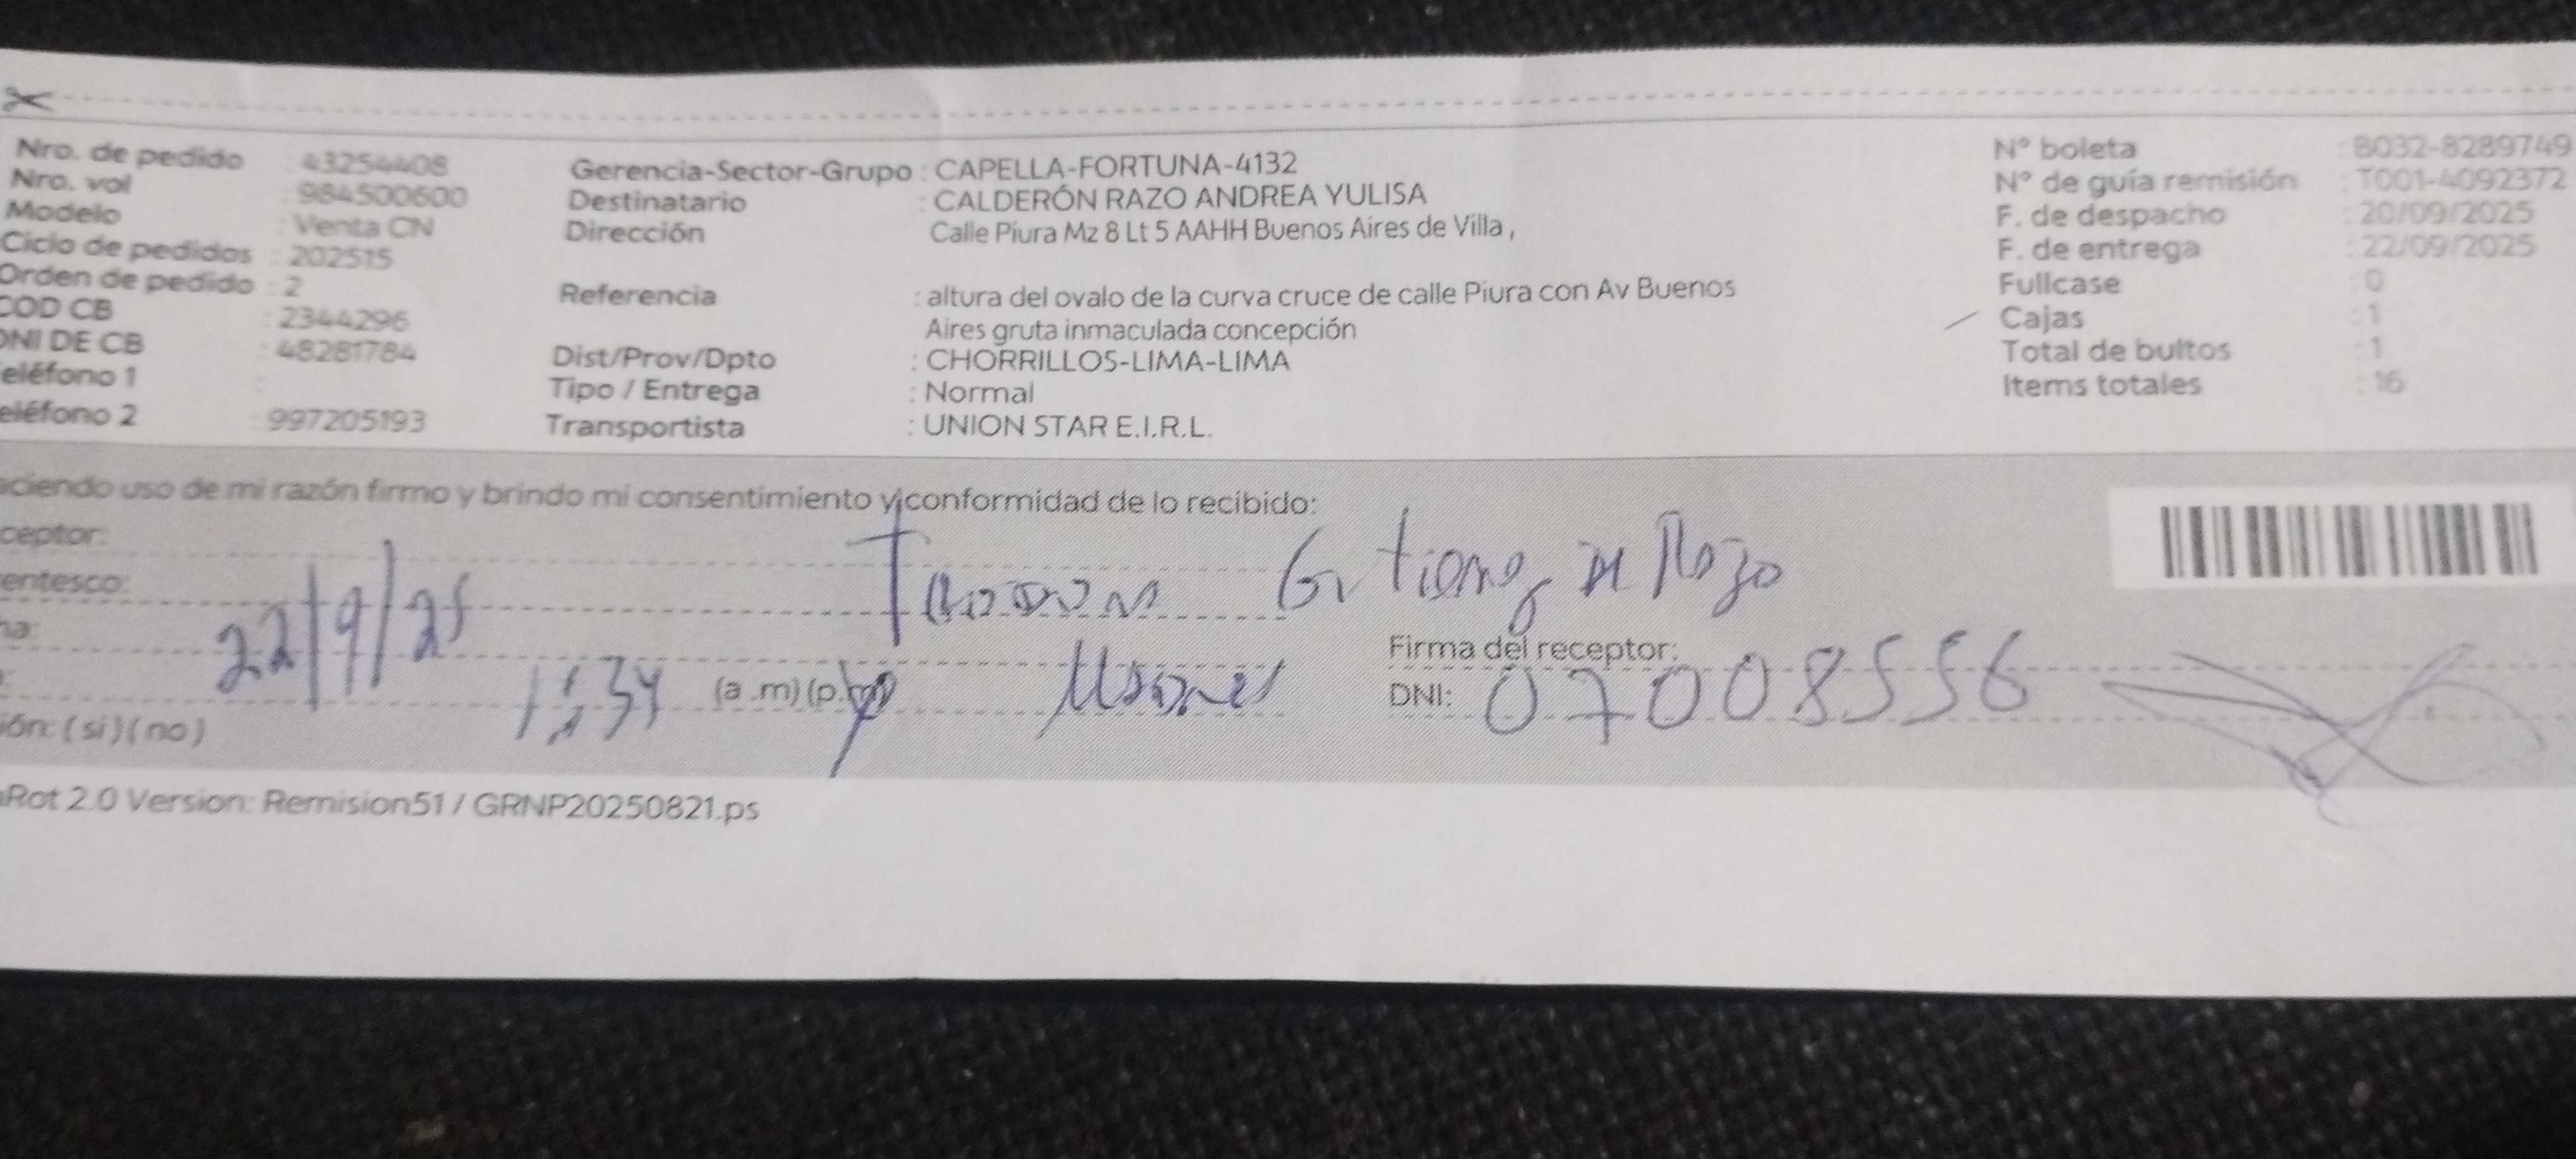 Nro. de pedido : 43254408
Nro. vol : 984500600
Modelo : Venta CN
Ciclo de pedidos : 202515
Orden de pedido : 2
COD CB : 2344296
DNI DE CB : 48281784
eléfono 1 :
eléfono 2 : 997205193
Gerencia-Sector-Grupo : CAPELLA-FORTUNA-4132
Destinatario : CALDERÓN RAZO ANDREA YULISA
Dirección Calle Piura Mz 8 Lt 5 AAHH Buenos Aires de Villa ,
Referencia : altura del ovalo de la curva cruce de calle Piura con Av Buenos
Aires gruta inmaculada concepción
Dist/Prov/Dpto : CHORRILLOS-LIMA-LIMA
Tipo / Entrega : Normal
Transportista : UNION STAR E.I.R.L.
N° boleta : B032-8289749
N° de guía remisión : T001-4092372
F. de despacho : 20/09/2025
F. de entrega : 22/09/2025
Fullcase : 0
Cajas : 1
Total de bultos : 1
Items totales : 16
aciendo uso de mi razón firmo y brindo mi consentimiento y conformidad de lo recibido:
ceptor:
entesco:
ha: 22/9/25
: 1:34 (a .m) (p.m)
Firma del receptor:
DNI: 07008556
ión: ( si ) ( no )
Rot 2.0 Version: Remision51 / GRNP20250821.ps